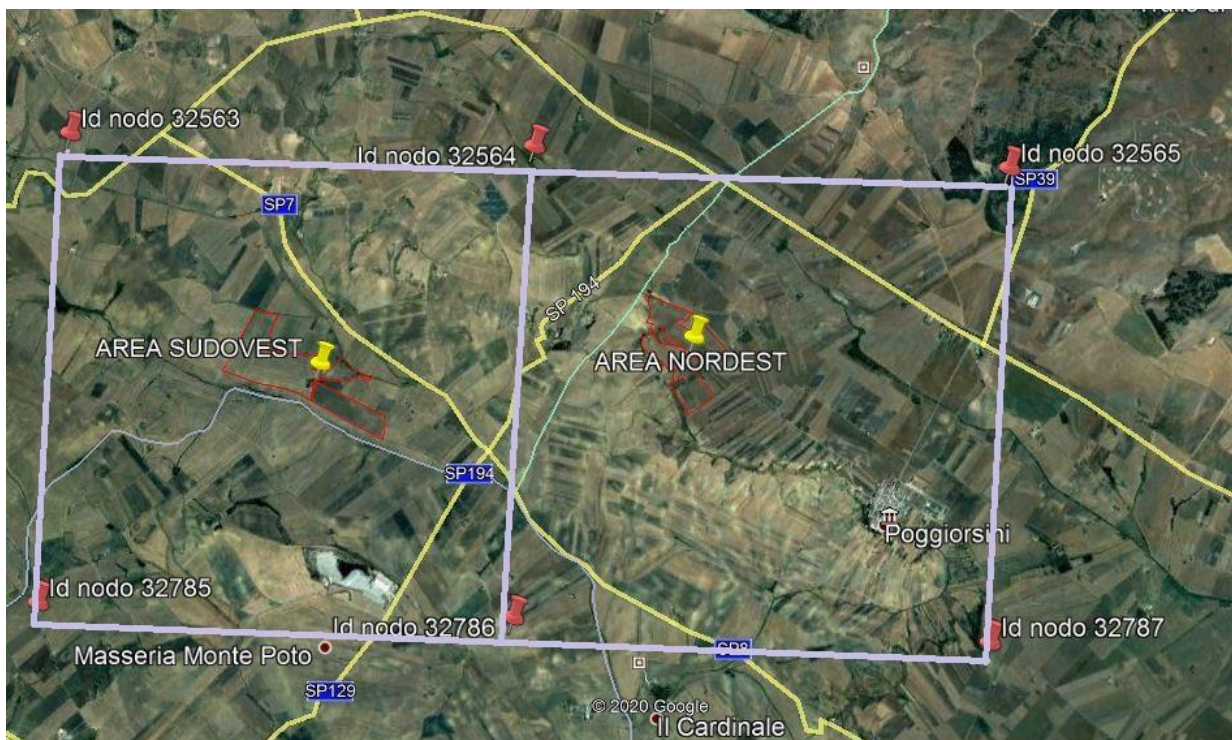 Id nodo 32563
Id nodo 32564
Id nodo 32565
SP39
SP7
SP 194
AREA SUDOVEST
AREA NORDEST
SP194
Poggiorsini
Id nodo 32785
Id nodo 32786
Id nodo 32787
Masseria Monte Poto
SP8
SP129
© 2020 Google
Il Cardinale